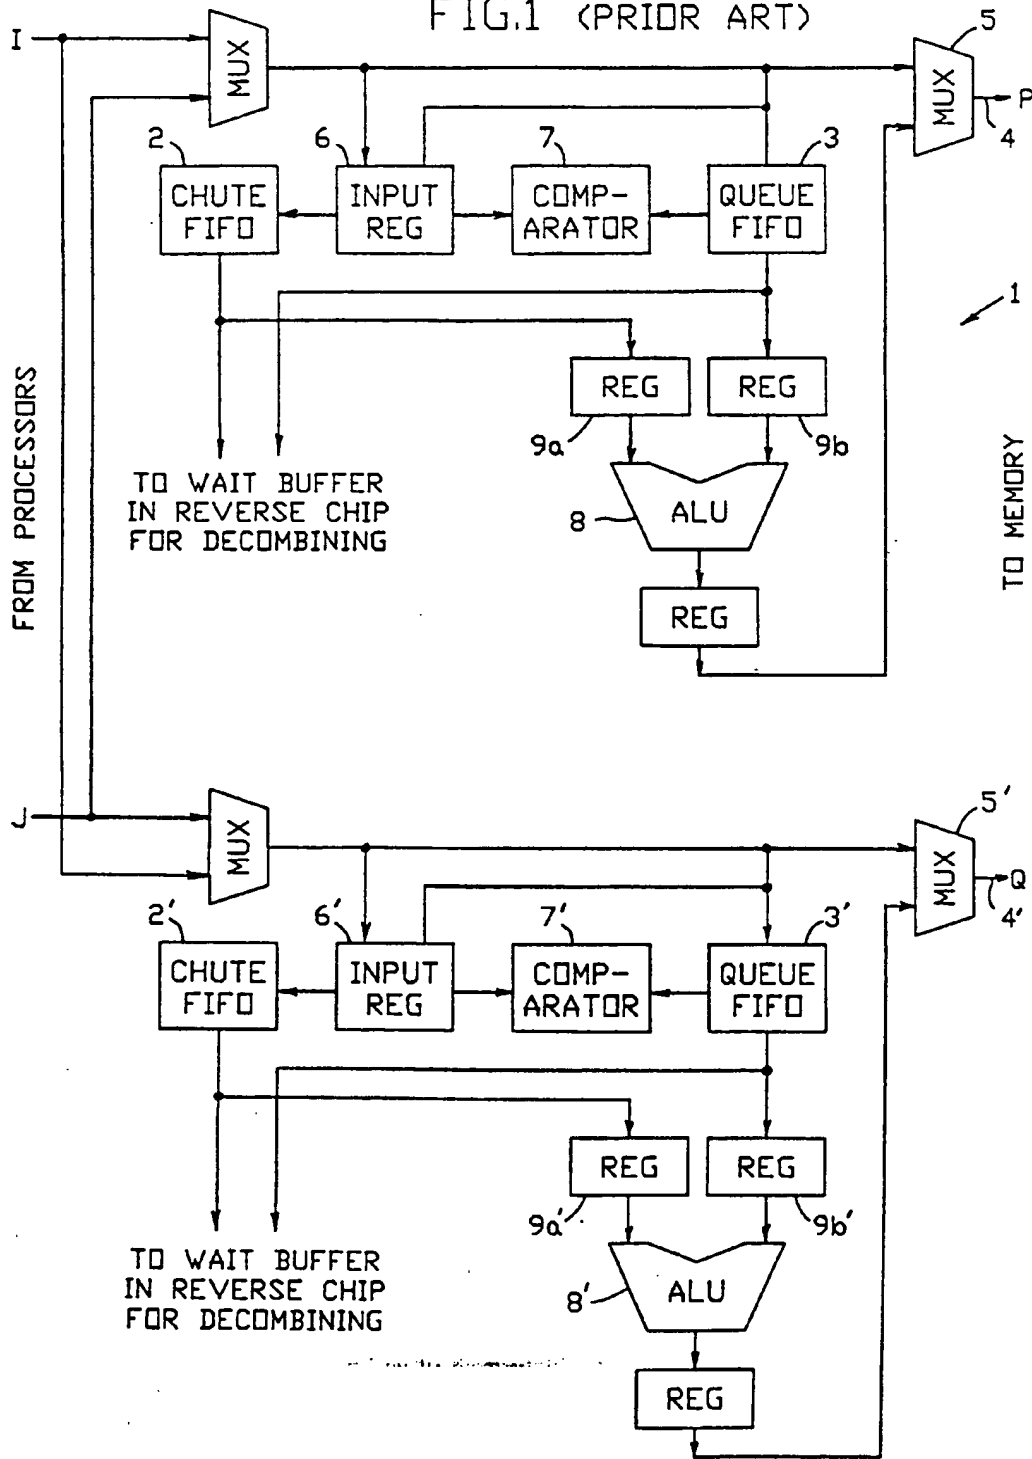 FIG.1 (PRIOR ART)
I
MUX
5
MUX
P
4
2
6
7
3
CHUTE
FIFO
INPUT
REG
COMP-
ARATOR
QUEUE
FIFO
1
FROM PROCESSORS
REG
REG
9a
9b
TO WAIT BUFFER
IN REVERSE CHIP
FOR DECOMBINING
8
ALU
TO MEMORY
REG
J
MUX
5'
MUX
Q
4'
2'
6'
7'
3'
CHUTE
FIFO
INPUT
REG
COMP-
ARATOR
QUEUE
FIFO
REG
REG
9a'
9b'
TO WAIT BUFFER
IN REVERSE CHIP
FOR DECOMBINING
8'
ALU
REG